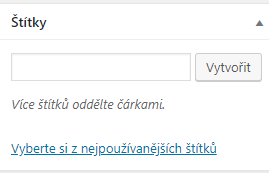 Štítky
Vytvořit
Více štítků oddělte čárkami.
Vyberte si z nejpoužívanějších štítků